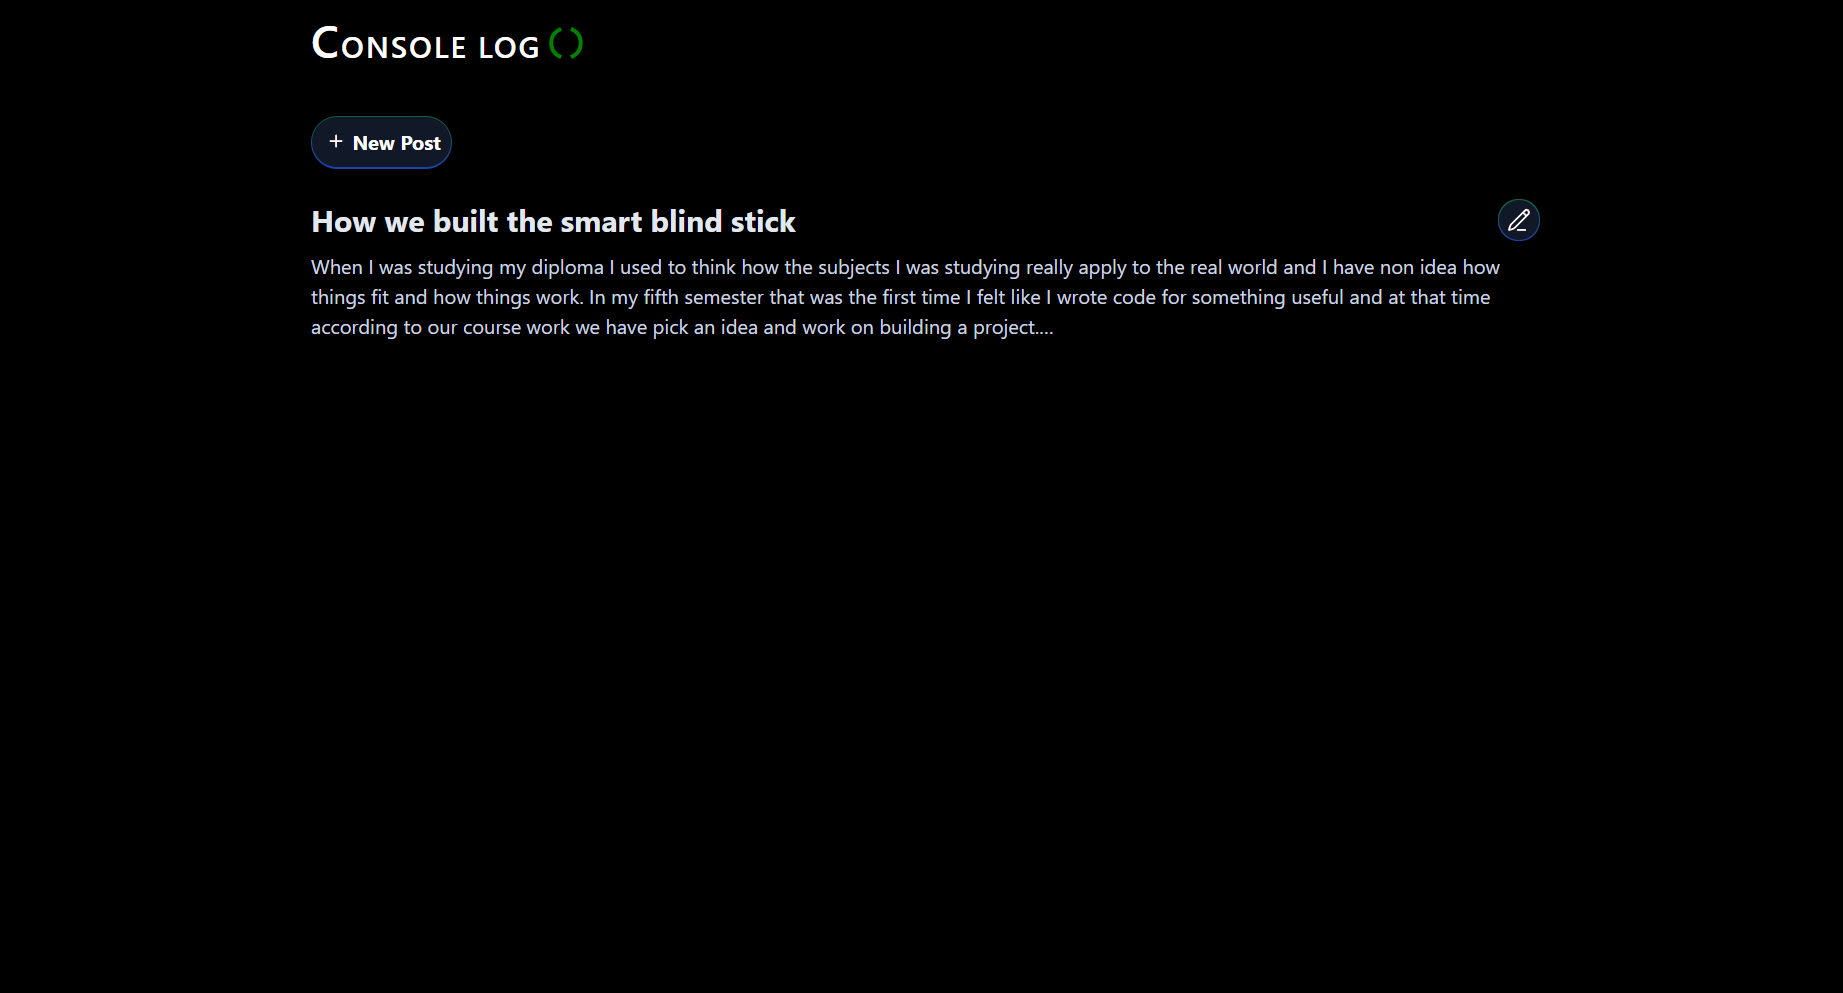 Console log ()
+ New Post
How we built the smart blind stick
When I was studying my diploma I used to think how the subjects I was studying really apply to the real world and I have non idea how
things fit and how things work. In my fifth semester that was the first time I felt like I wrote code for something useful and at that time
according to our course work we have pick an idea and work on building a project....